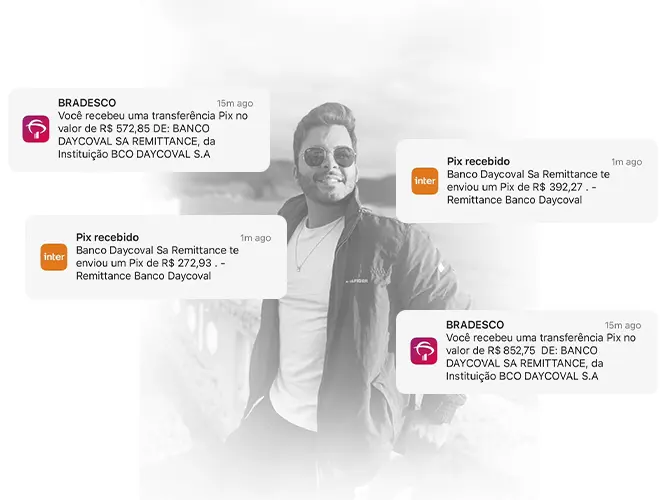 BRADESCO 15m ago
Você recebeu uma transferência Pix no
valor de R$ 572,85 DE: BANCO
DAYCOVAL SA REMITTANCE, da
Instituição BCO DAYCOVAL S.A
Pix recebido 1m ago
inter
Banco Daycoval Sa Remittance te
enviou um Pix de R$ 392,27 . -
Remittance Banco Daycoval
Pix recebido 1m ago
inter
Banco Daycoval Sa Remittance te
enviou um Pix de R$ 272,93 . -
Remittance Banco Daycoval
BRADESCO 15m ago
Você recebeu uma transferência Pix no
valor de R$ 852,75 DE: BANCO
DAYCOVAL SA REMITTANCE, da
Instituição BCO DAYCOVAL S.A